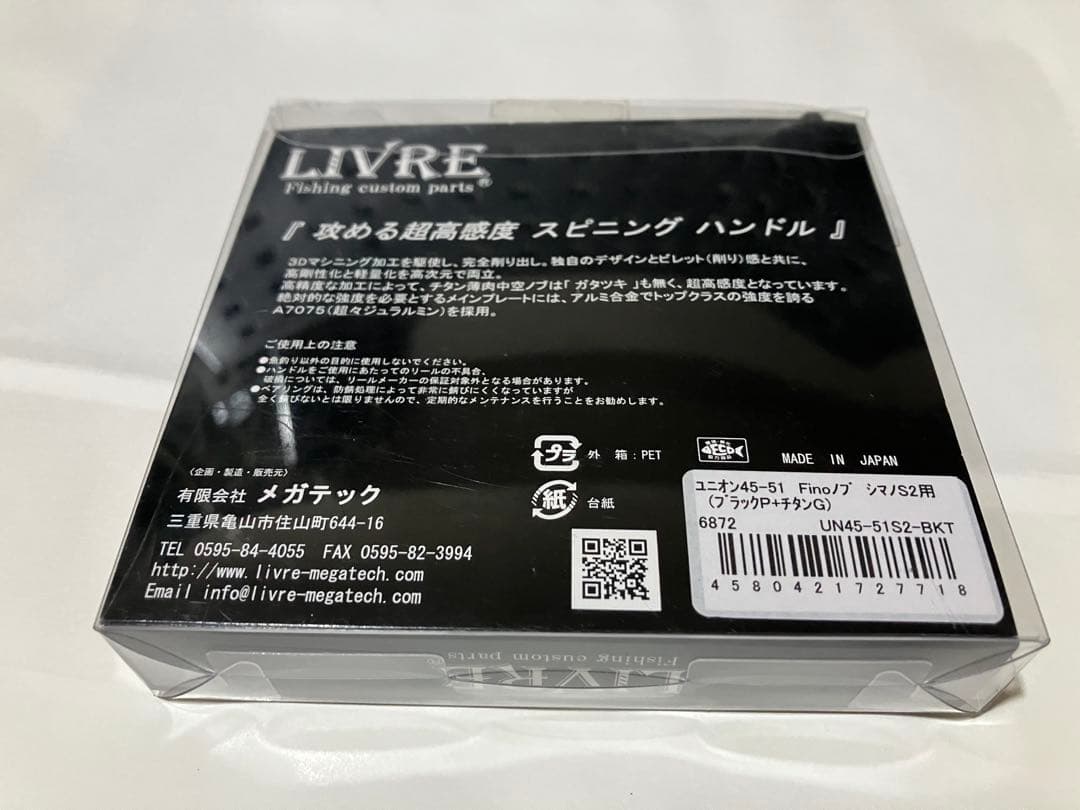 LIVRE
Fishing custom parts®
『 攻める超高感度 スピニング ハンドル 』
3Dマシニング加工を駆使し、完全削り出し。独自のデザインとビレット(削り)感と共に、
高剛性化と軽量化を高次元で両立。
高精度な加工によって、チタン薄肉中空ノブは「ガタツキ」も無く、超高感度となっています。
絶対的な強度を必要とするメインプレートには、アルミ合金でトップクラスの強度を誇る
A7075(超々ジュラルミン)を採用。
ご使用上の注意
●魚釣り以外の目的に使用しないでください。
●ハンドルをご使用にあたってのリールの不具合、
破損については、リールメーカーの保証対象外となる場合があります。
●ベアリングは、防錆処理によって非常に錆びにくくなっていますが
全く錆びないとは限りませんので、定期的なメンテナンスを行うことをお勧めします。
プラ 外 箱:PET
紙 台紙
ECO
MADE IN JAPAN
〈企画・製造・販売元〉
有限会社 メガテック
三重県亀山市住山町644-16
TEL 0595-84-4055 FAX 0595-82-3994
http://www.livre-megatech.com
Email info@livre-megatech.com
ユニオン45-51 Finoノブ シマノS2用
(ブラックP+チタンG)
6872 UN45-51S2-BKT
4580421727718
Fishing custom parts®
LIVRE